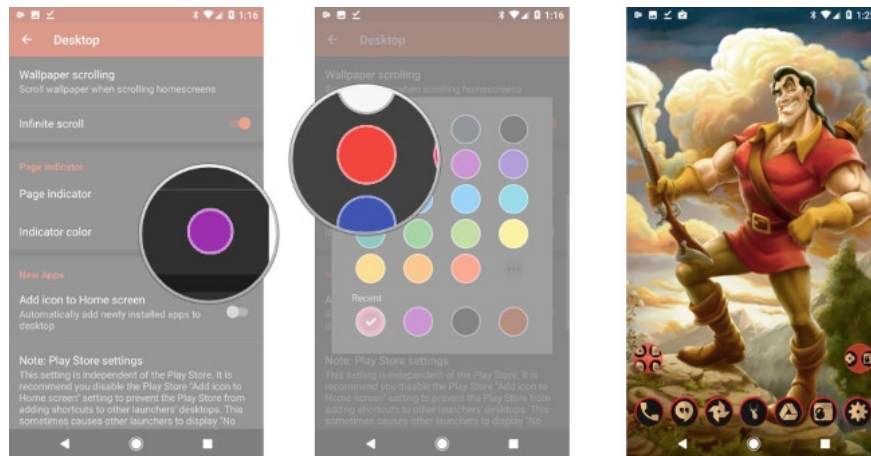 1:16
Desktop
Wallpaper scrolling
Scroll wallpaper when scrolling homescreens
Infinite scroll
Page indicator
Page indicator
Indicator color
New Apps
Add icon to Home screen
Automatically add newly installed apps to
desktop
Note: Play Store settings
This setting is independent of the Play Store. It is
recommend you disable the Play Store "Add icon to
Home screen" setting to prevent the Play Store from
adding shortcuts to other launchers' desktops. This
sometimes causes other launchers to display "No
1:16
Desktop
Wallpaper scrolling
when scrolling homescreens
Recent
Note: Play Store settings
This setting is independent of the Play Store. It is
recommend you disable the Play Store "Add icon to
Home screen" setting to prevent the Play Store from
adding shortcuts to other launchers' desktops. This
sometimes causes other launchers to display "No